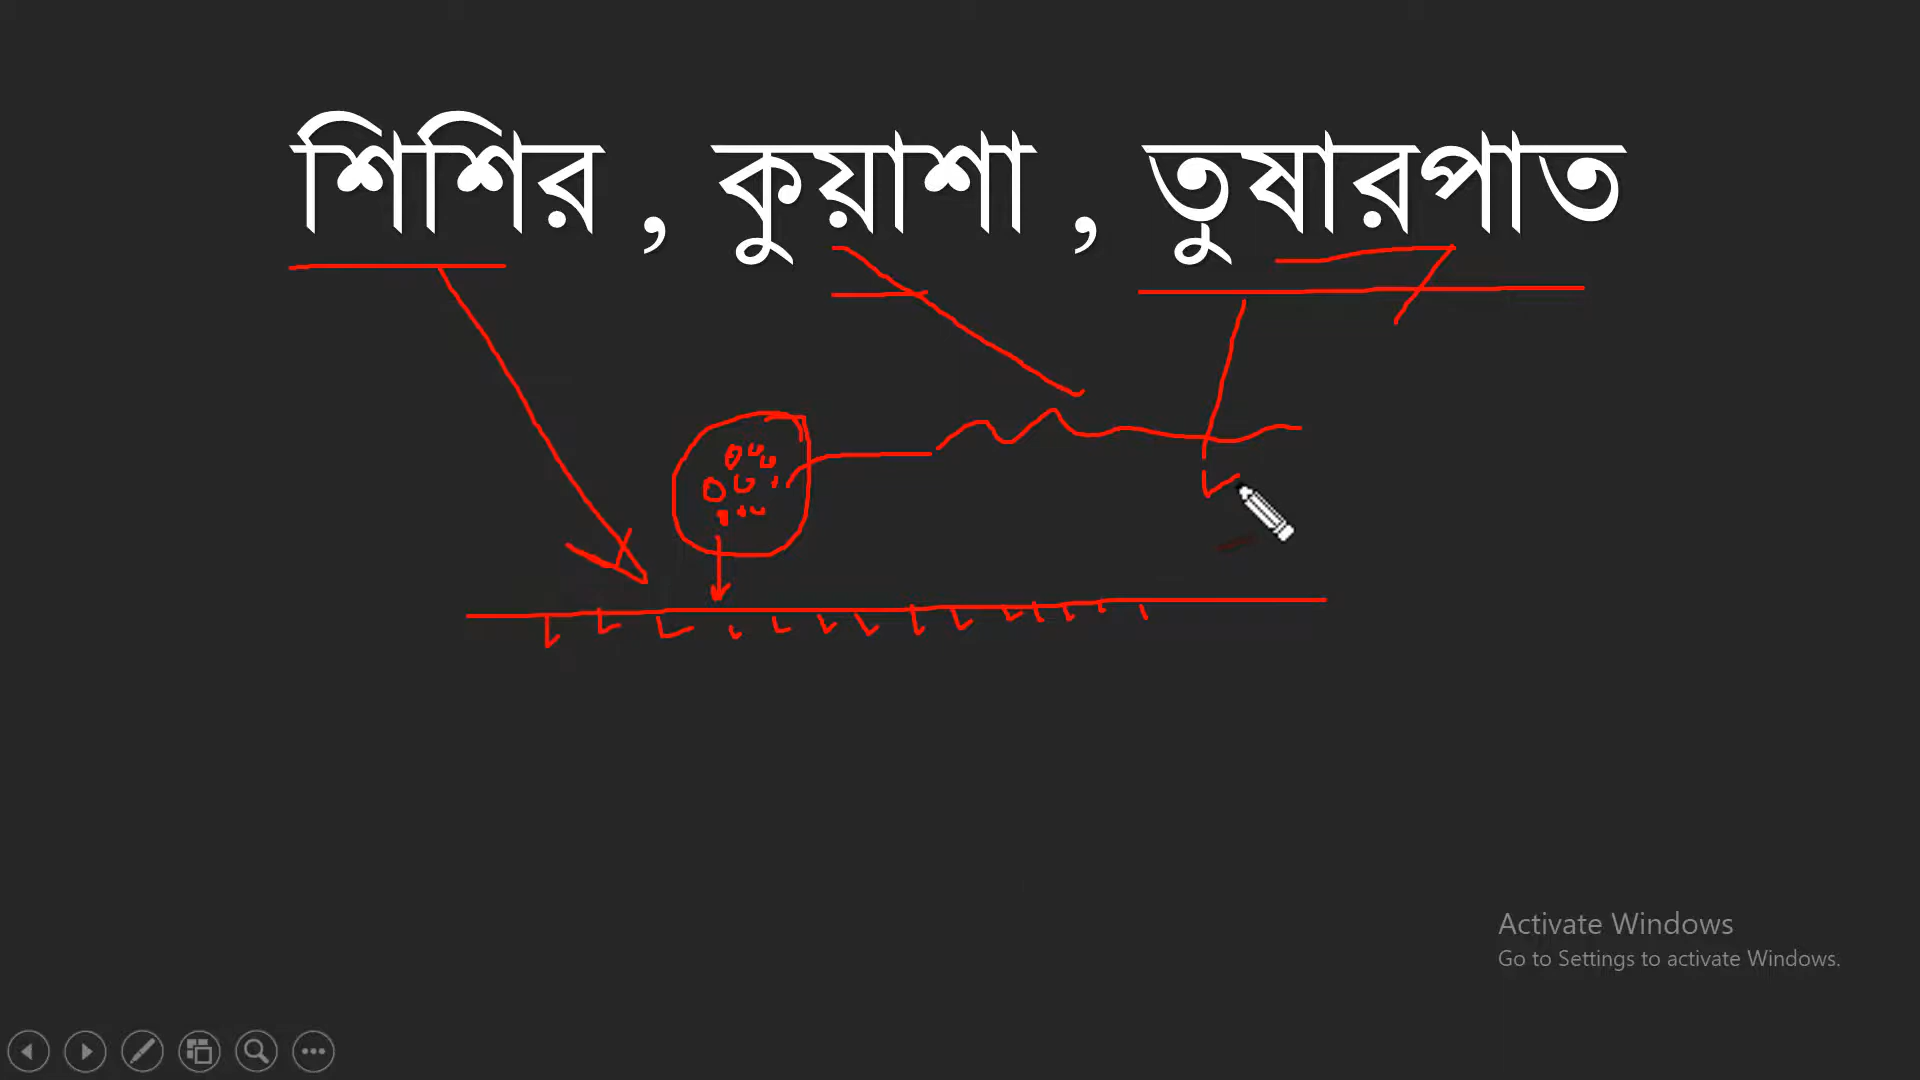 শিশির , কুয়াশা , তুষারপাত
Activate Windows
Go to Settings to activate Windows.